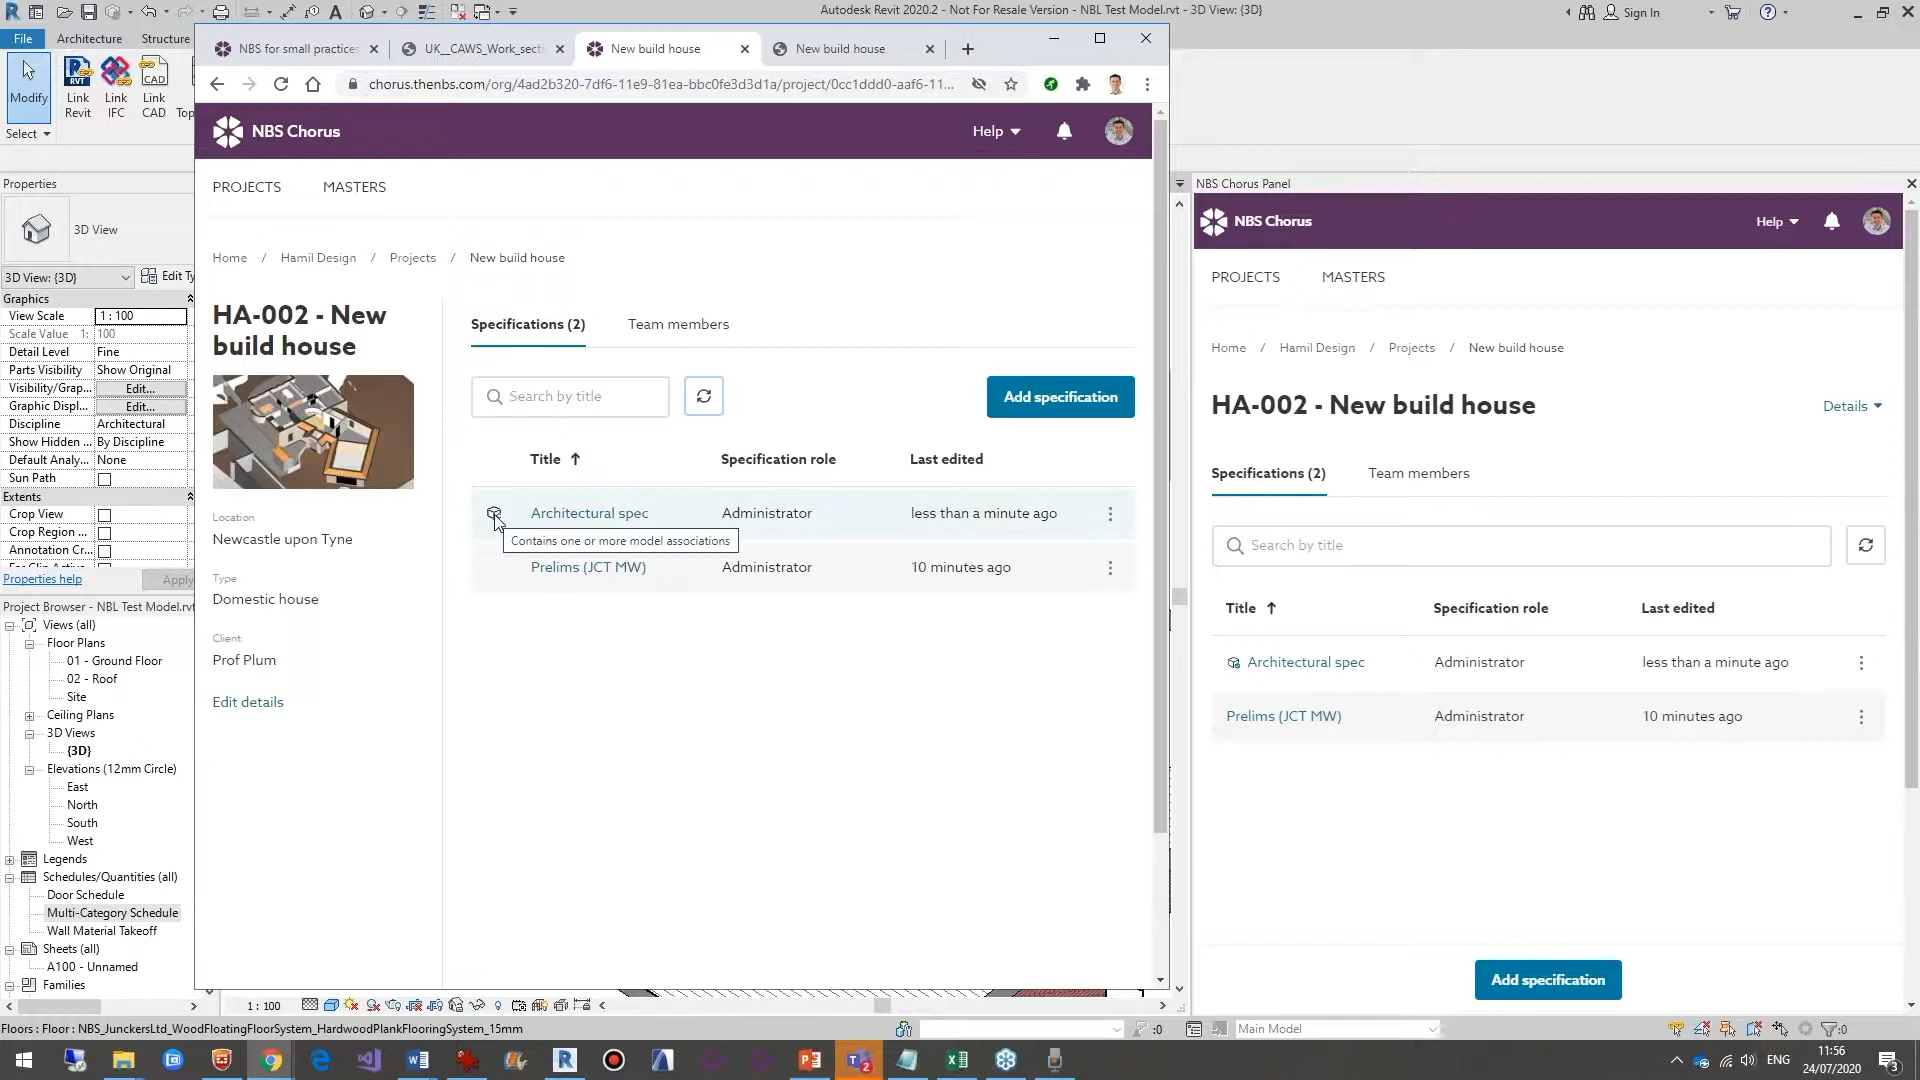 Autodesk Revit 2020.2 - Not For Resale Version - NBL Test Model.rvt - 3D View: {3D}
Sign In
File
Architecture
Structure
Modify
Link Revit
Link IFC
Link CAD
Select
NBS for small practices
UK__CAWS_Work_secti
New build house
New build house
chorus.thenbs.com/org/4ad2b320-7df6-11e9-81ea-bbc0fe3d3d1a/project/0cc1ddd0-aaf6-11...
NBS Chorus
Help
PROJECTS
MASTERS
Home / Hamil Design / Projects / New build house
HA-002 - New
build house
Location
Newcastle upon Tyne
Type
Domestic house
Client
Prof Plum
Edit details
Specifications (2)
Team members
Search by title
Add specification
Title
Specification role
Last edited
Architectural spec
Administrator
less than a minute ago
Contains one or more model associations
Prelims (JCT MW)
Administrator
10 minutes ago
Properties
3D View
3D View: {3D}
Edit Ty
Graphics
View Scale
1 : 100
Scale Value 1:
100
Detail Level
Fine
Parts Visibility
Show Original
Visibility/Grap...
Edit...
Graphic Displ...
Edit...
Discipline
Architectural
Show Hidden ...
By Discipline
Default Analy...
None
Sun Path
Extents
Crop View
Crop Region ...
Annotation Cr...
Properties help
Apply
Project Browser - NBL Test Model.rvt
Views (all)
Floor Plans
01 - Ground Floor
02 - Roof
Site
Ceiling Plans
3D Views
{3D}
Elevations (12mm Circle)
East
North
South
West
Legends
Schedules/Quantities (all)
Door Schedule
Multi-Category Schedule
Wall Material Takeoff
Sheets (all)
A100 - Unnamed
Families
NBS Chorus Panel
NBS Chorus
Help
PROJECTS
MASTERS
Home / Hamil Design / Projects / New build house
HA-002 - New build house
Details
Specifications (2)
Team members
Search by title
Title
Specification role
Last edited
Architectural spec
Administrator
less than a minute ago
Prelims (JCT MW)
Administrator
10 minutes ago
Add specification
1 : 100
Floors : Floor : NBS_JunckersLtd_WoodFloatingFloorSystem_HardwoodPlankFlooringSystem_15mm
:0
Main Model
:0
ENG
11:56
24/07/2020
3